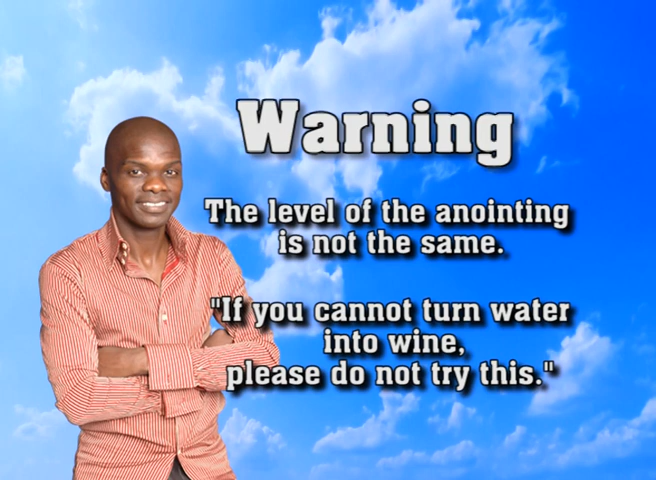 Warning
The level of the anointing
is not the same.
"If you cannot turn water
into wine,
please do not try this."